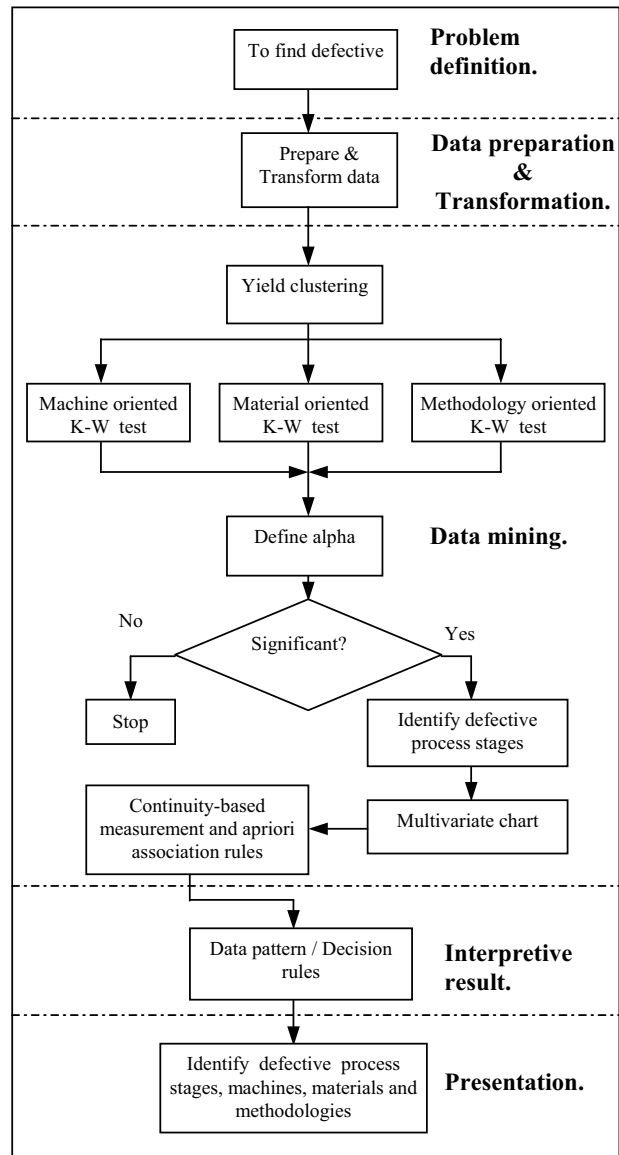 To find defective
Problem
definition.
Prepare &
Transform data
Data preparation
&
Transformation.
Yield clustering
Machine oriented
K-W test
Material oriented
K-W test
Methodology oriented
K-W test
Define alpha
Data mining.
No
Significant?
Yes
Stop
Identify defective
process stages
Continuity-based
measurement and apriori
association rules
Multivariate chart
Data pattern / Decision
rules
Interpretive
result.
Identify defective process
stages, machines, materials and
methodologies
Presentation.